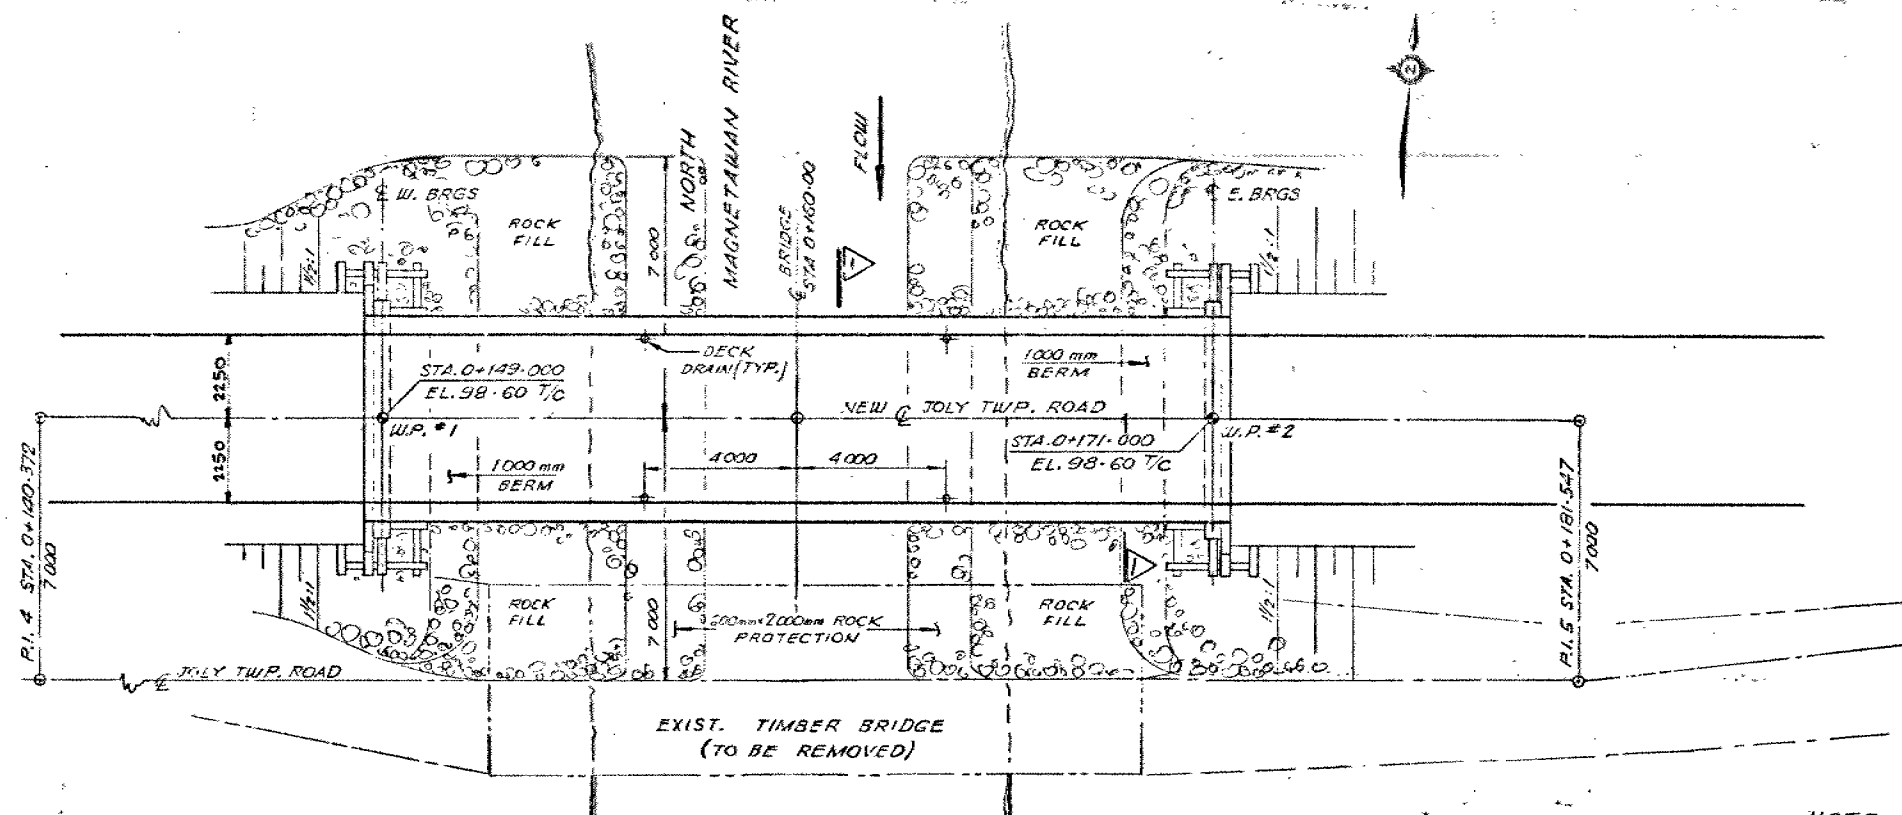 NORTH
MAGNETAWAN RIVER
FLOW
℄ W. BRGS
℄ E. BRGS
ROCK
FILL
ROCK
FILL
7000
℄ BRIDGE
STA 0+160·00
1½:1
1½:1
2250
2250
STA. 0+149·000
EL. 98·60 T/C
W.P. #1
DECK
DRAIN (TYP.)
1000 mm
BERM
NEW ℄ JOLY TWP. ROAD
STA. 0+171·000
EL. 98·60 T/C
W.P. #2
1000 mm
BERM
4000
4000
P.I. 4 STA. 0+140·372
7000
P.I. 5 STA. 0+181·547
7000
1½:1
1½:1
ROCK
FILL
ROCK
FILL
7000
600mm×2000mm ROCK
PROTECTION
℄ JOLY TWP. ROAD
EXIST. TIMBER BRIDGE
(TO BE REMOVED)